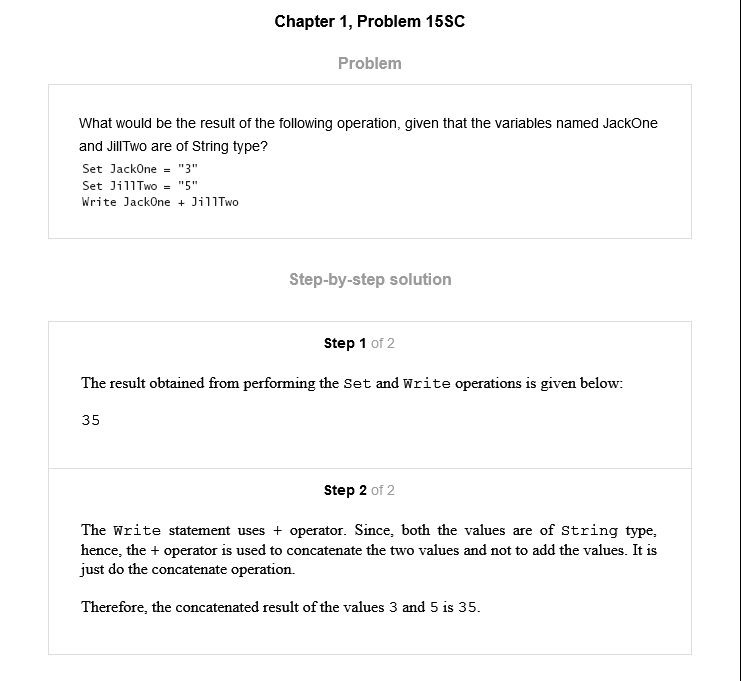 Chapter 1, Problem 15SC
Problem
What would be the result of the following operation, given that the variables named JackOne
and JillTwo are of String type?
Set JackOne = "3"
Set JillTwo = "5"
Write JackOne + JillTwo
Step-by-step solution
Step 1 of 2
The result obtained from performing the Set and Write operations is given below:
35
Step 2 of 2
The Write statement uses + operator. Since, both the values are of String type,
hence, the + operator is used to concatenate the two values and not to add the values. It is
just do the concatenate operation.
Therefore, the concatenated result of the values 3 and 5 is 35.